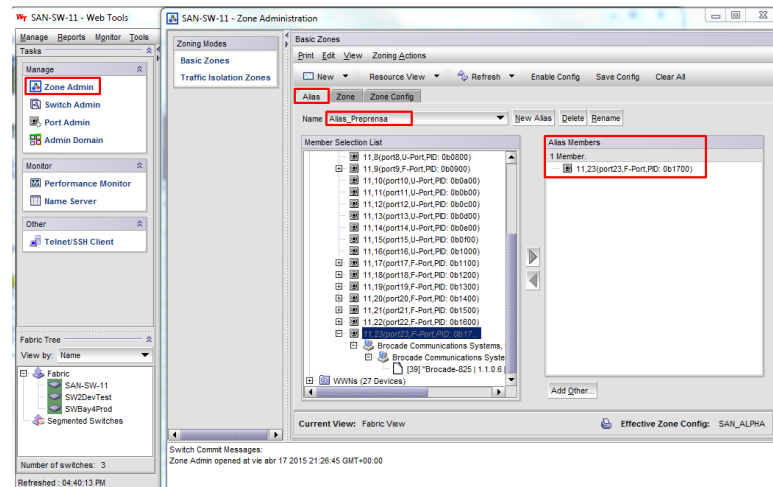 SAN-SW-11 - Web Tools
Manage Reports Monitor Tools
Tasks
Manage
Zone Admin
Switch Admin
Port Admin
Admin Domain
Monitor
Performance Monitor
Name Server
Other
Telnet/SSH Client
Fabric Tree
View by: Name
Fabric
SAN-SW-11
SW2DevTest
SWBay4Prod
Segmented Switches
Number of switches: 3
Refreshed : 04:40:13 PM
SAN-SW-11 - Zone Administration
Zoning Modes
Basic Zones
Traffic Isolation Zones
Basic Zones
Print Edit View Zoning Actions
New Resource View Refresh Enable Config Save Config Clear All
Alias Zone Zone Config
Name Alias_Preprensa New Alias Delete Rename
Member Selection List
11,8(port8,U-Port,PID: 0b0800)
11,9(port9,F-Port,PID: 0b0900)
11,10(port10,U-Port,PID: 0b0a00)
11,11(port11,U-Port,PID: 0b0b00)
11,12(port12,U-Port,PID: 0b0c00)
11,13(port13,U-Port,PID: 0b0d00)
11,14(port14,U-Port,PID: 0b0e00)
11,15(port15,U-Port,PID: 0b0f00)
11,16(port16,U-Port,PID: 0b1000)
11,17(port17,F-Port,PID: 0b1100)
11,18(port18,F-Port,PID: 0b1200)
11,19(port19,F-Port,PID: 0b1300)
11,20(port20,F-Port,PID: 0b1400)
11,21(port21,F-Port,PID: 0b1500)
11,22(port22,F-Port,PID: 0b1600)
11,23(port23,F-Port,PID: 0b17...
Brocade Communications Systems,
Brocade Communications Syste
[39] "Brocade-825 | 1.1.0.6 |
WWNs (27 Devices)
Alias Members
1 Member.
11,23(port23,F-Port,PID: 0b1700)
Add Other...
Current View: Fabric View
Effective Zone Config: SAN_ALPHA
Switch Commit Messages:
Zone Admin opened at vie abr 17 2015 21:26:45 GMT+00:00